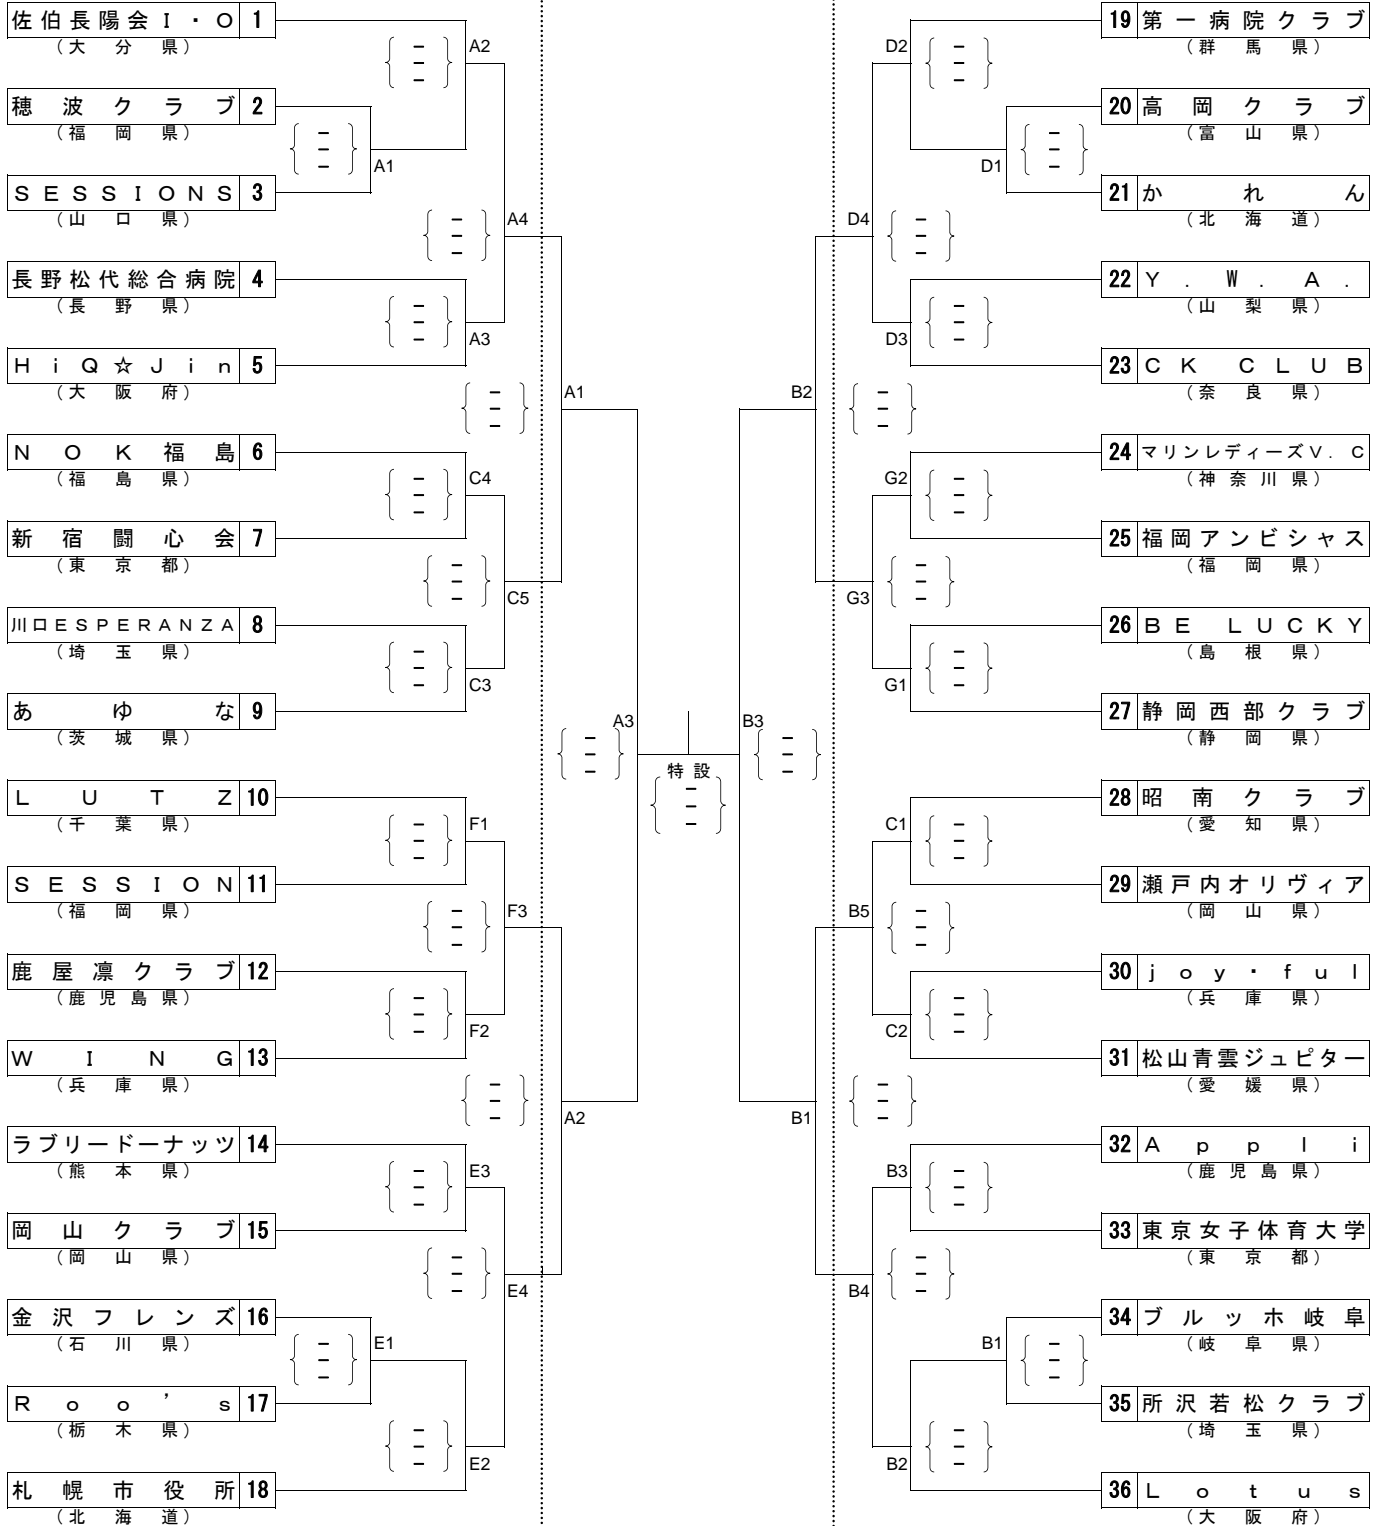 佐伯長陽会I・O 1
(大分県)
A2
穂波クラブ 2
(福岡県)
A1
SESSIONS 3
(山口県)
A4
長野松代総合病院 4
(長野県)
A3
HiQ☆Jin 5
(大阪府)
A1
NOK福島 6
(福島県)
C4
新宿闘心会 7
(東京都)
C5
川口ESPERANZA 8
(埼玉県)
C3
あゆな 9
(茨城県)
A3
LUTZ 10
(千葉県)
F1
SESSION 11
(福岡県)
F3
鹿屋凛クラブ 12
(鹿児島県)
F2
WING 13
(兵庫県)
A2
ラブリードーナッツ 14
(熊本県)
E3
岡山クラブ 15
(岡山県)
E4
金沢フレンズ 16
(石川県)
E1
Roo's 17
(栃木県)
E2
札幌市役所 18
(北海道)
特設
19 第一病院クラブ
(群馬県)
D2
20 高岡クラブ
(富山県)
D1
21 かれん
(北海道)
D4
22 Y.W.A.
(山梨県)
D3
23 CK CLUB
(奈良県)
B2
24 マリンレディーズV.C
(神奈川県)
G2
25 福岡アンビシャス
(福岡県)
G3
26 BE LUCKY
(島根県)
G1
27 静岡西部クラブ
(静岡県)
B3
28 昭南クラブ
(愛知県)
C1
29 瀬戸内オリヴィア
(岡山県)
B5
30 joy・ful
(兵庫県)
C2
31 松山青雲ジュピター
(愛媛県)
B1
32 Appli
(鹿児島県)
B3
33 東京女子体育大学
(東京都)
B4
34 ブルッホ岐阜
(岐阜県)
B1
35 所沢若松クラブ
(埼玉県)
B2
36 Lotus
(大阪府)